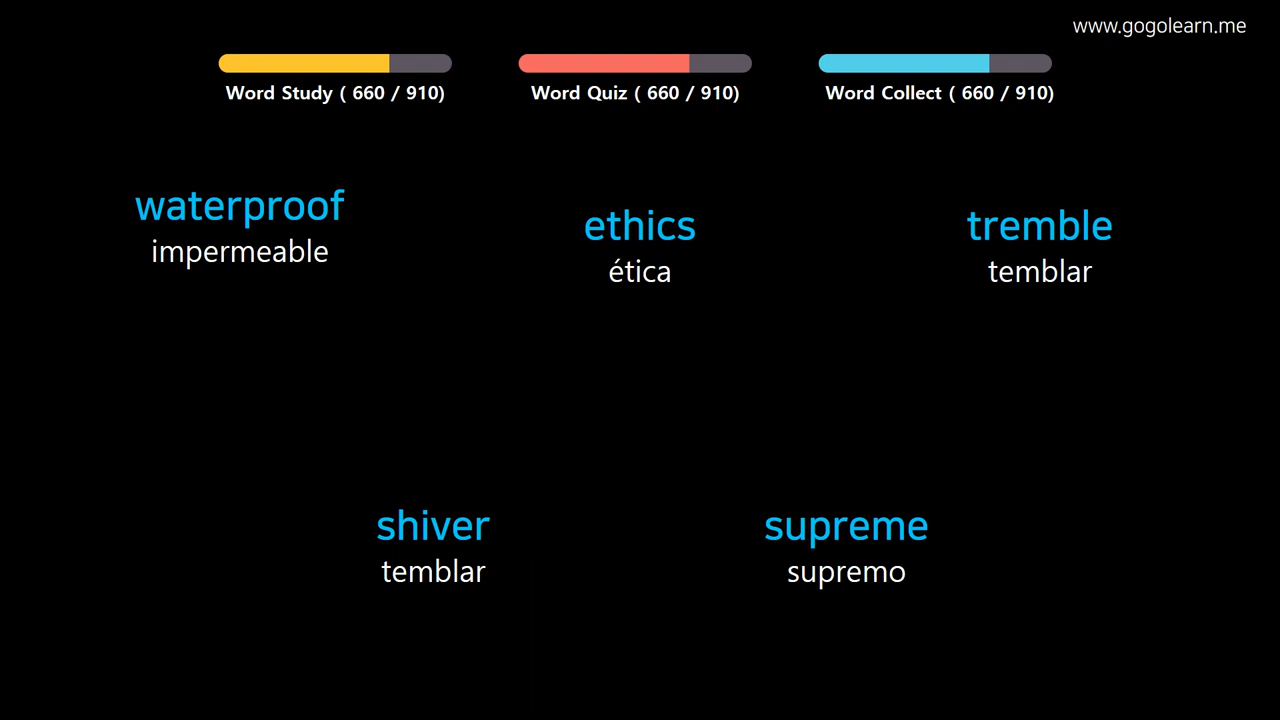 www.gogolearn.me
Word Study ( 660 / 910)
Word Quiz ( 660 / 910)
Word Collect ( 660 / 910)
waterproof
impermeable
ethics
ética
tremble
temblar
shiver
temblar
supreme
supremo